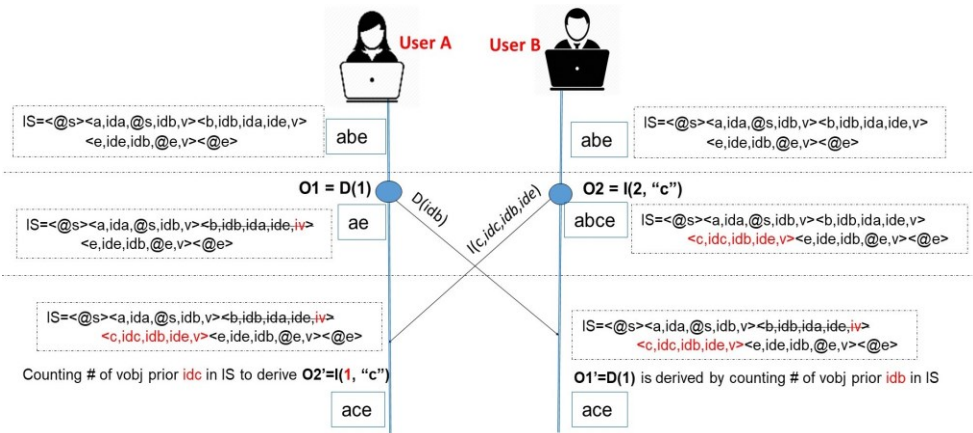 User A
User B
IS=<@s><a,ida,@s,idb,v><b,idb,ida,ide,v>
<e,ide,idb,@e,v><@e>
abe
abe
IS=<@s><a,ida,@s,idb,v><b,idb,ida,ide,v>
<e,ide,idb,@e,v><@e>
O1 = D(1)
O2 = I(2, “c”)
D(idb)
I(c,idc,idb,ide)
IS=<@s><a,ida,@s,idb,v><b,idb,ida,ide,iv>
<e,ide,idb,@e,v><@e>
ae
abce
IS=<@s><a,ida,@s,idb,v><b,idb,ida,ide,v>
<c,idc,idb,ide,v><e,ide,idb,@e,v><@e>
IS=<@s><a,ida,@s,idb,v><b,idb,ida,ide,iv>
<c,idc,idb,ide,v><e,ide,idb,@e,v><@e>
Counting # of vobj prior idc in IS to derive O2’=I(1, “c”)
ace
IS=<@s><a,ida,@s,idb,v><b,idb,ida,ide,iv>
<c,idc,idb,ide,v><e,ide,idb,@e,v><@e>
O1’=D(1) is derived by counting # of vobj prior idb in IS
ace